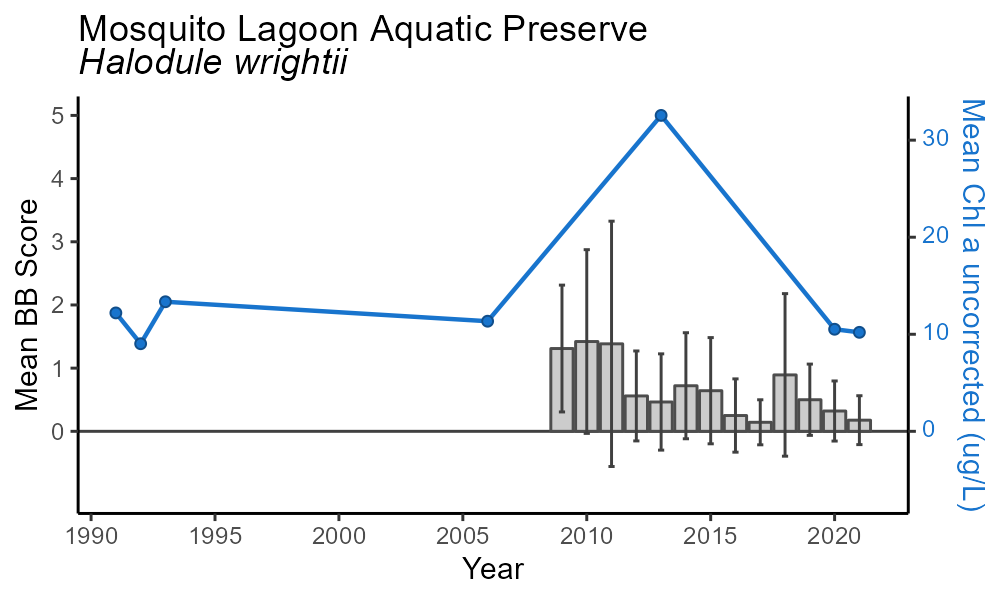 Mosquito Lagoon Aquatic Preserve
Halodule wrightii
Mean BB Score
5
4
3
2
1
0
30
20
10
0
Mean Chl a uncorrected (ug/L)
1990 1995 2000 2005 2010 2015 2020
Year